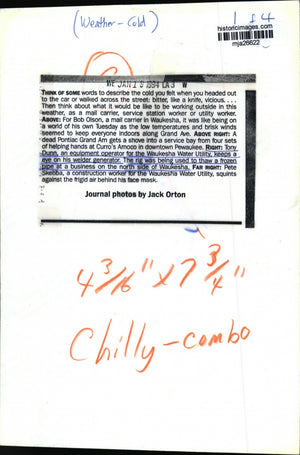 (Weather - Cold)
1 of 4
historicimages.com
mja26622
WE JAN 1 9 1994 LA3 W
THINK OF SOME words to describe the cold you felt when you headed out
to the car or walked across the street: bitter, like a knife, vicious. . . .
Then think about what it would be like to be working outside in this
weather, as a mail carrier, service station worker or utility worker.
ABOVE: For Bob Olson, a mail carrier in Waukesha, it was like being on
a world of his own Tuesday as the low temperatures and brisk winds
seemed to keep everyone indoors along Grand Ave. ABOVE RIGHT: A
dead Pontiac Grand Am gets a shove into a service bay from four sets
of helping hands at Curro's Amoco in downtown Pewaukee. RIGHT: Tony
Dunn, an equipment operator for the Waukesha Water Utility, keeps a
eye on his welder generator. The rig was being used to thaw a frozen
pipe at a business on the north side of Waukesha. FAR RIGHT: Pete
Skebba, a construction worker for the Waukesha Water Utility, squints
against the frigid air behind his face mask.
Journal photos by Jack Orton
4 3/16" x 7 3/4"
Chilly-combo